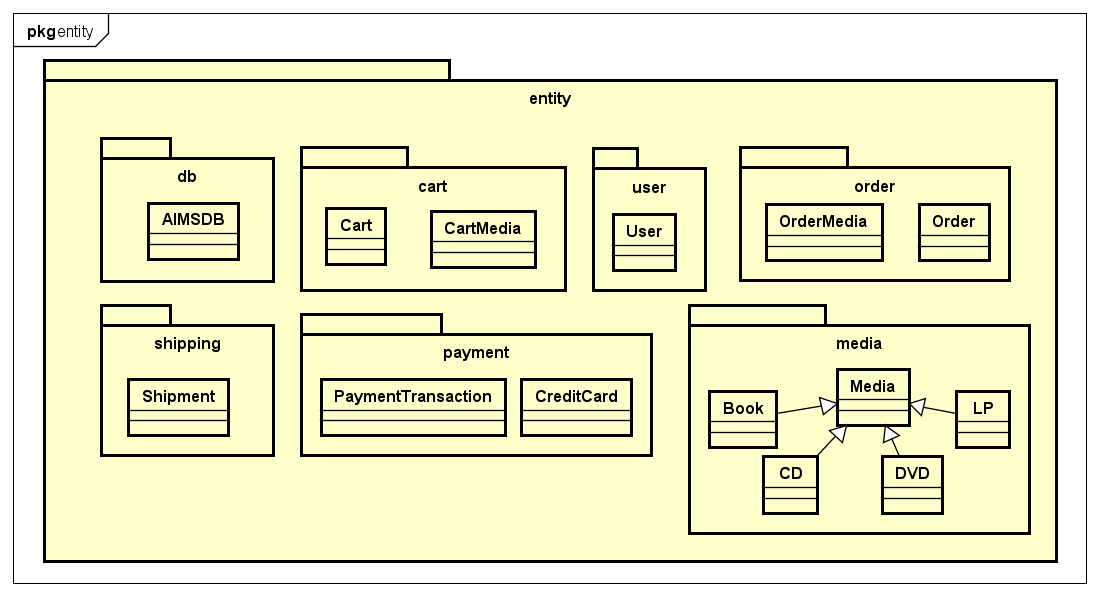 pkg entity
entity
db
AIMSDB
cart
Cart
CartMedia
user
User
order
OrderMedia
Order
shipping
Shipment
payment
PaymentTransaction
CreditCard
media
Media
Book
LP
CD
DVD